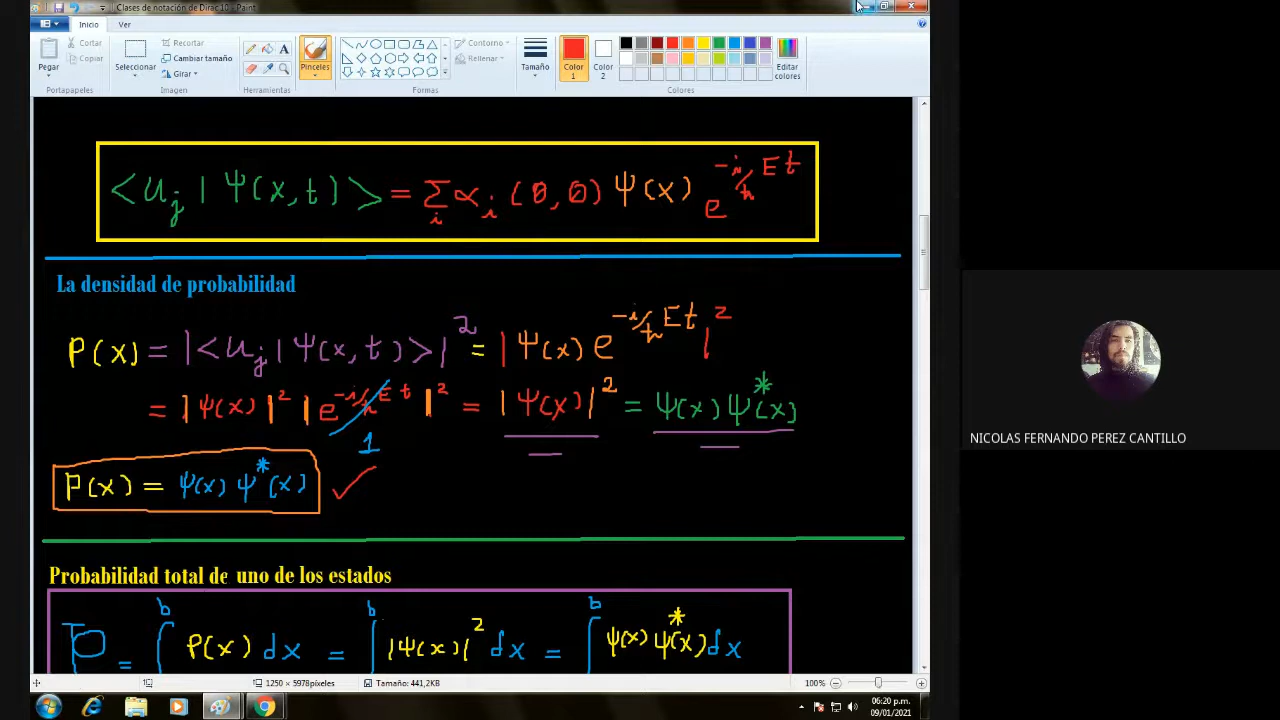 Clases de notación de Dirac103 - Paint
Inicio Ver
Pegar
Cortar
Copiar
Portapapeles
Seleccionar
Recortar
Cambiar tamaño
Girar
Imagen
Herramientas
Pinceles
Contorno
Rellenar
Formas
Tamaño
Color 1
Color 2
Editar colores
Colores
<u_j | Ψ(x,t)> = Σ_i α_i (θ,Ø) Ψ(x) e^{-i/ħ Et}
La densidad de probabilidad
P(x) = |<u_j | Ψ(x,t)>|² = |Ψ(x) e^{-i/ħ Et}|²
= |Ψ(x)|² |e^{-i/ħ Et}|² = |Ψ(x)|² = Ψ(x) Ψ*(x)
1
P(x) = Ψ(x) Ψ*(x) ✓
Probabilidad total de uno de los estados
P = ∫^b P(x) dx = ∫^b |Ψ(x)|² dx = ∫^b Ψ(x) Ψ*(x) dx
NICOLAS FERNANDO PEREZ CANTILLO
1250 × 5978píxeles
Tamaño: 441,2KB
100%
06:20 p.m.
09/01/2021